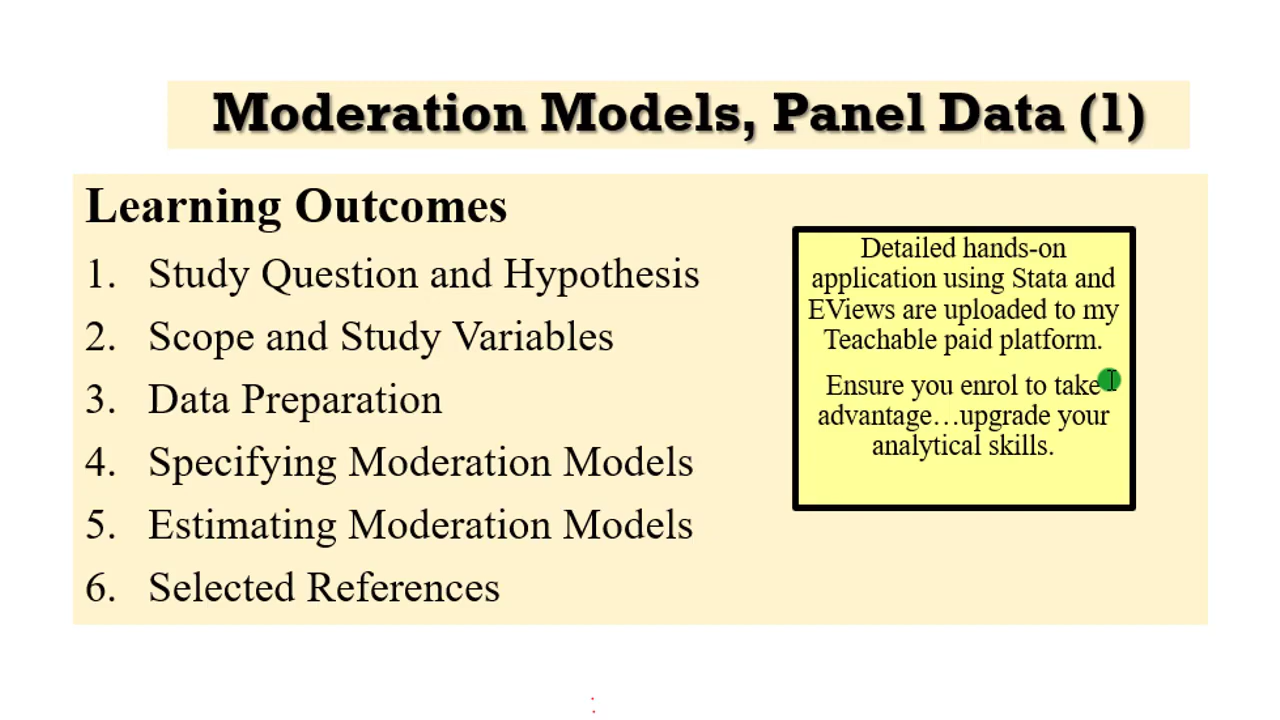 Moderation Models, Panel Data (1)
Learning Outcomes
1. Study Question and Hypothesis
2. Scope and Study Variables
3. Data Preparation
4. Specifying Moderation Models
5. Estimating Moderation Models
6. Selected References
Detailed hands-on
application using Stata and
EViews are uploaded to my
Teachable paid platform.
Ensure you enrol to take
advantage…upgrade your
analytical skills.